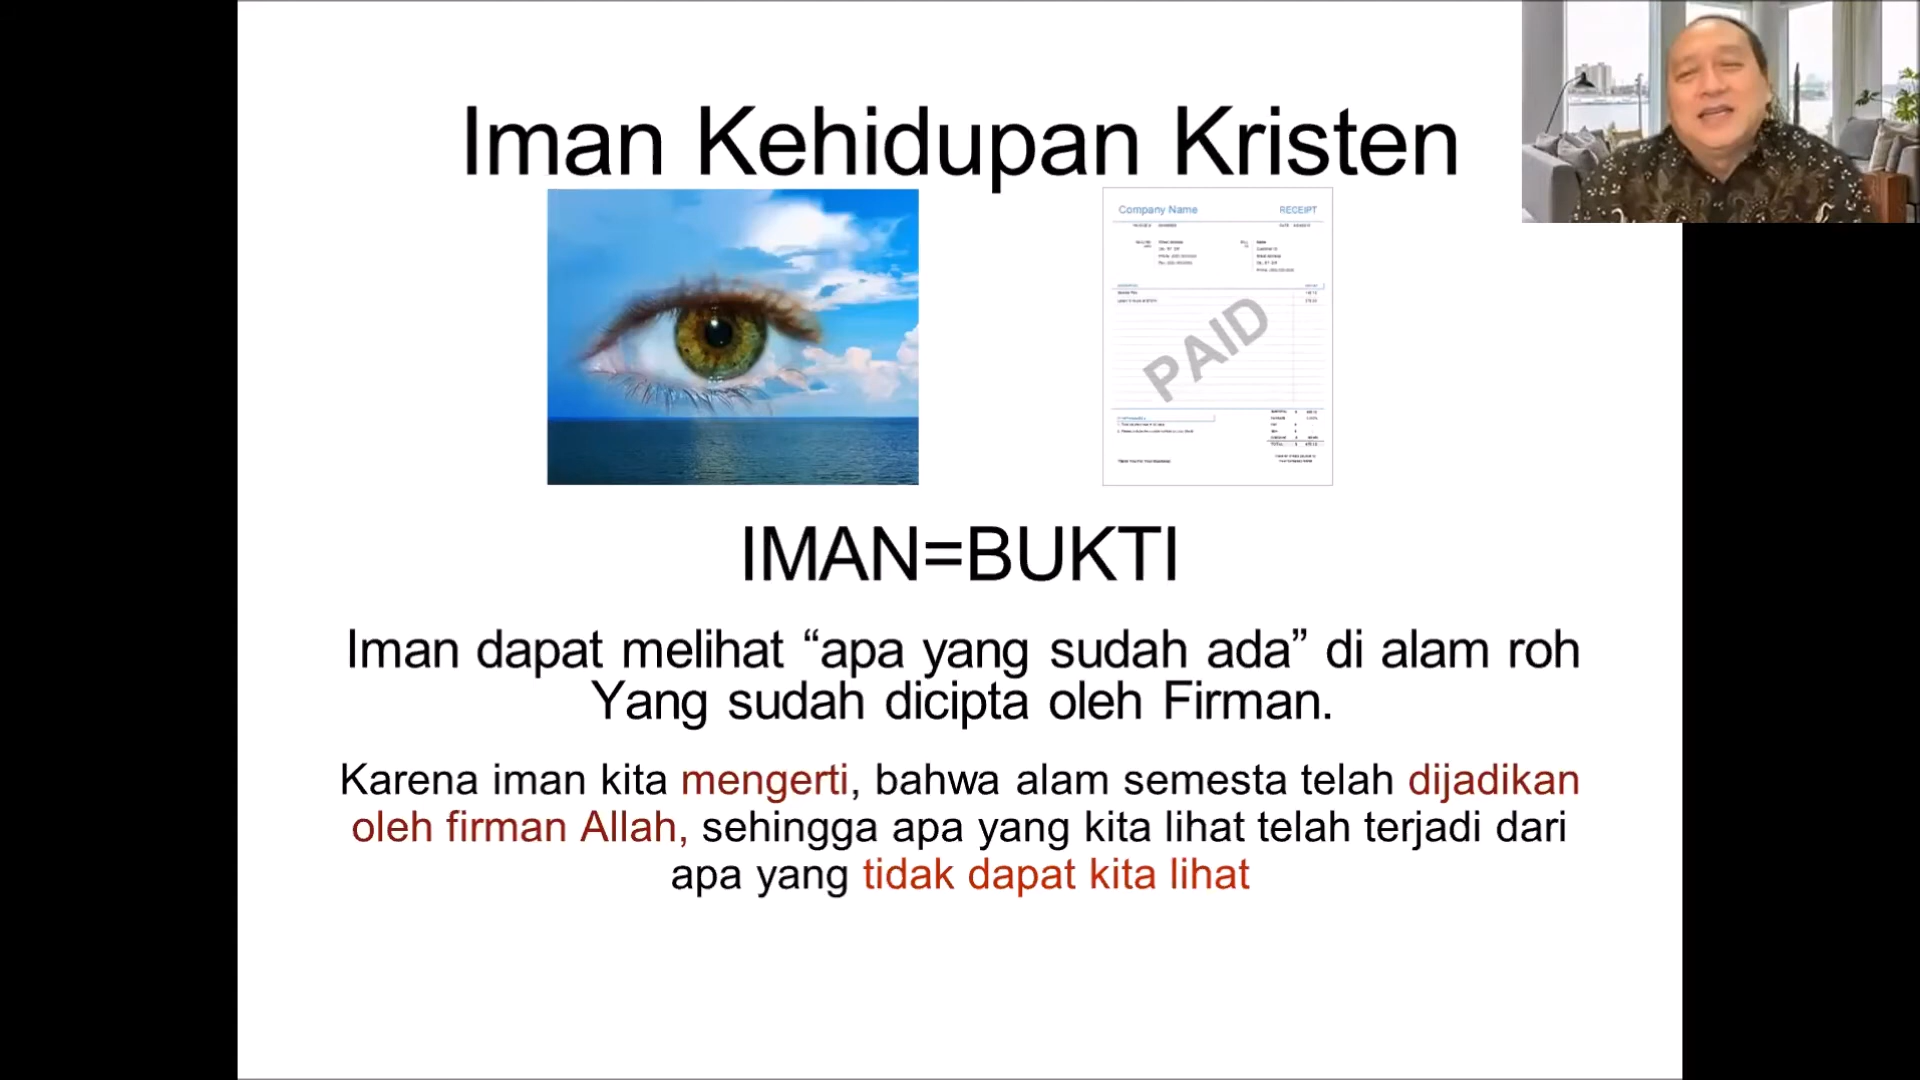 Iman Kehidupan Kristen
Company Name
RECEIPT
PAID
IMAN=BUKTI
Iman dapat melihat “apa yang sudah ada” di alam roh
Yang sudah dicipta oleh Firman.
Karena iman kita mengerti, bahwa alam semesta telah dijadikan
oleh firman Allah, sehingga apa yang kita lihat telah terjadi dari
apa yang tidak dapat kita lihat